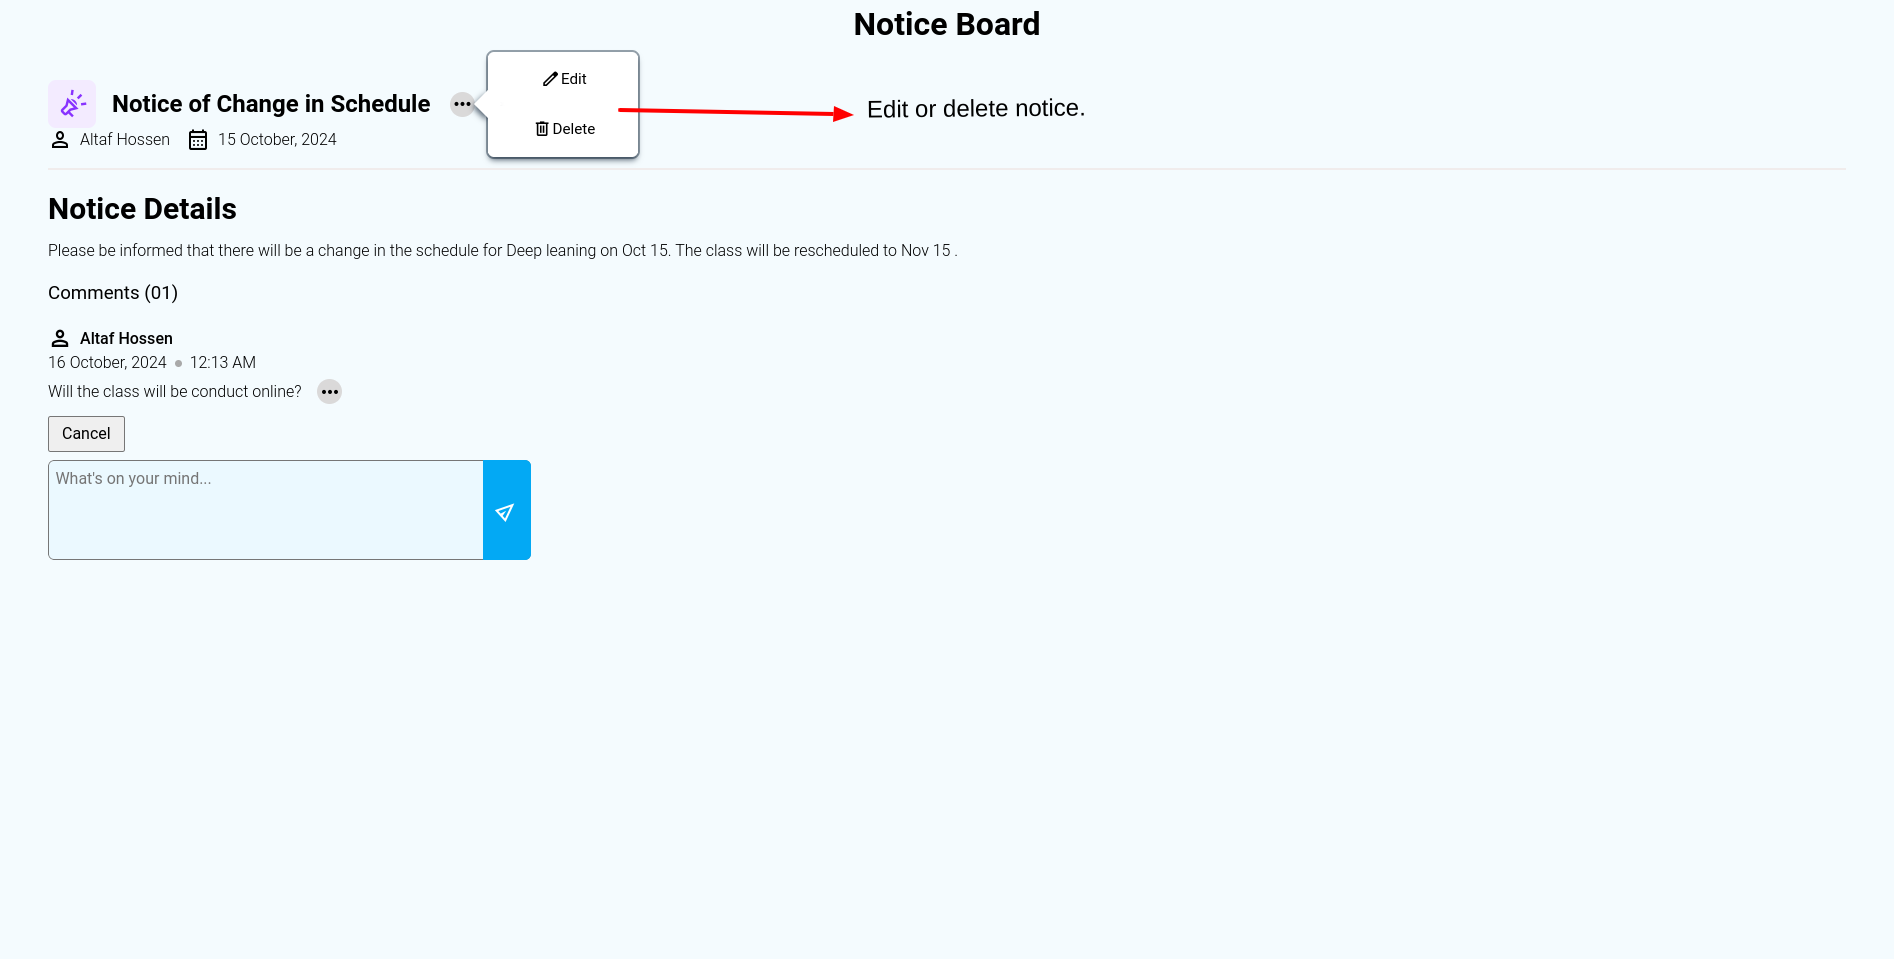 Notice Board
Edit
Notice of Change in Schedule
Edit or delete notice.
Delete
Altaf Hossen 15 October, 2024
Notice Details
Please be informed that there will be a change in the schedule for Deep leaning on Oct 15. The class will be rescheduled to Nov 15 .
Comments (01)
Altaf Hossen
16 October, 2024 12:13 AM
Will the class will be conduct online?
Cancel
What's on your mind...